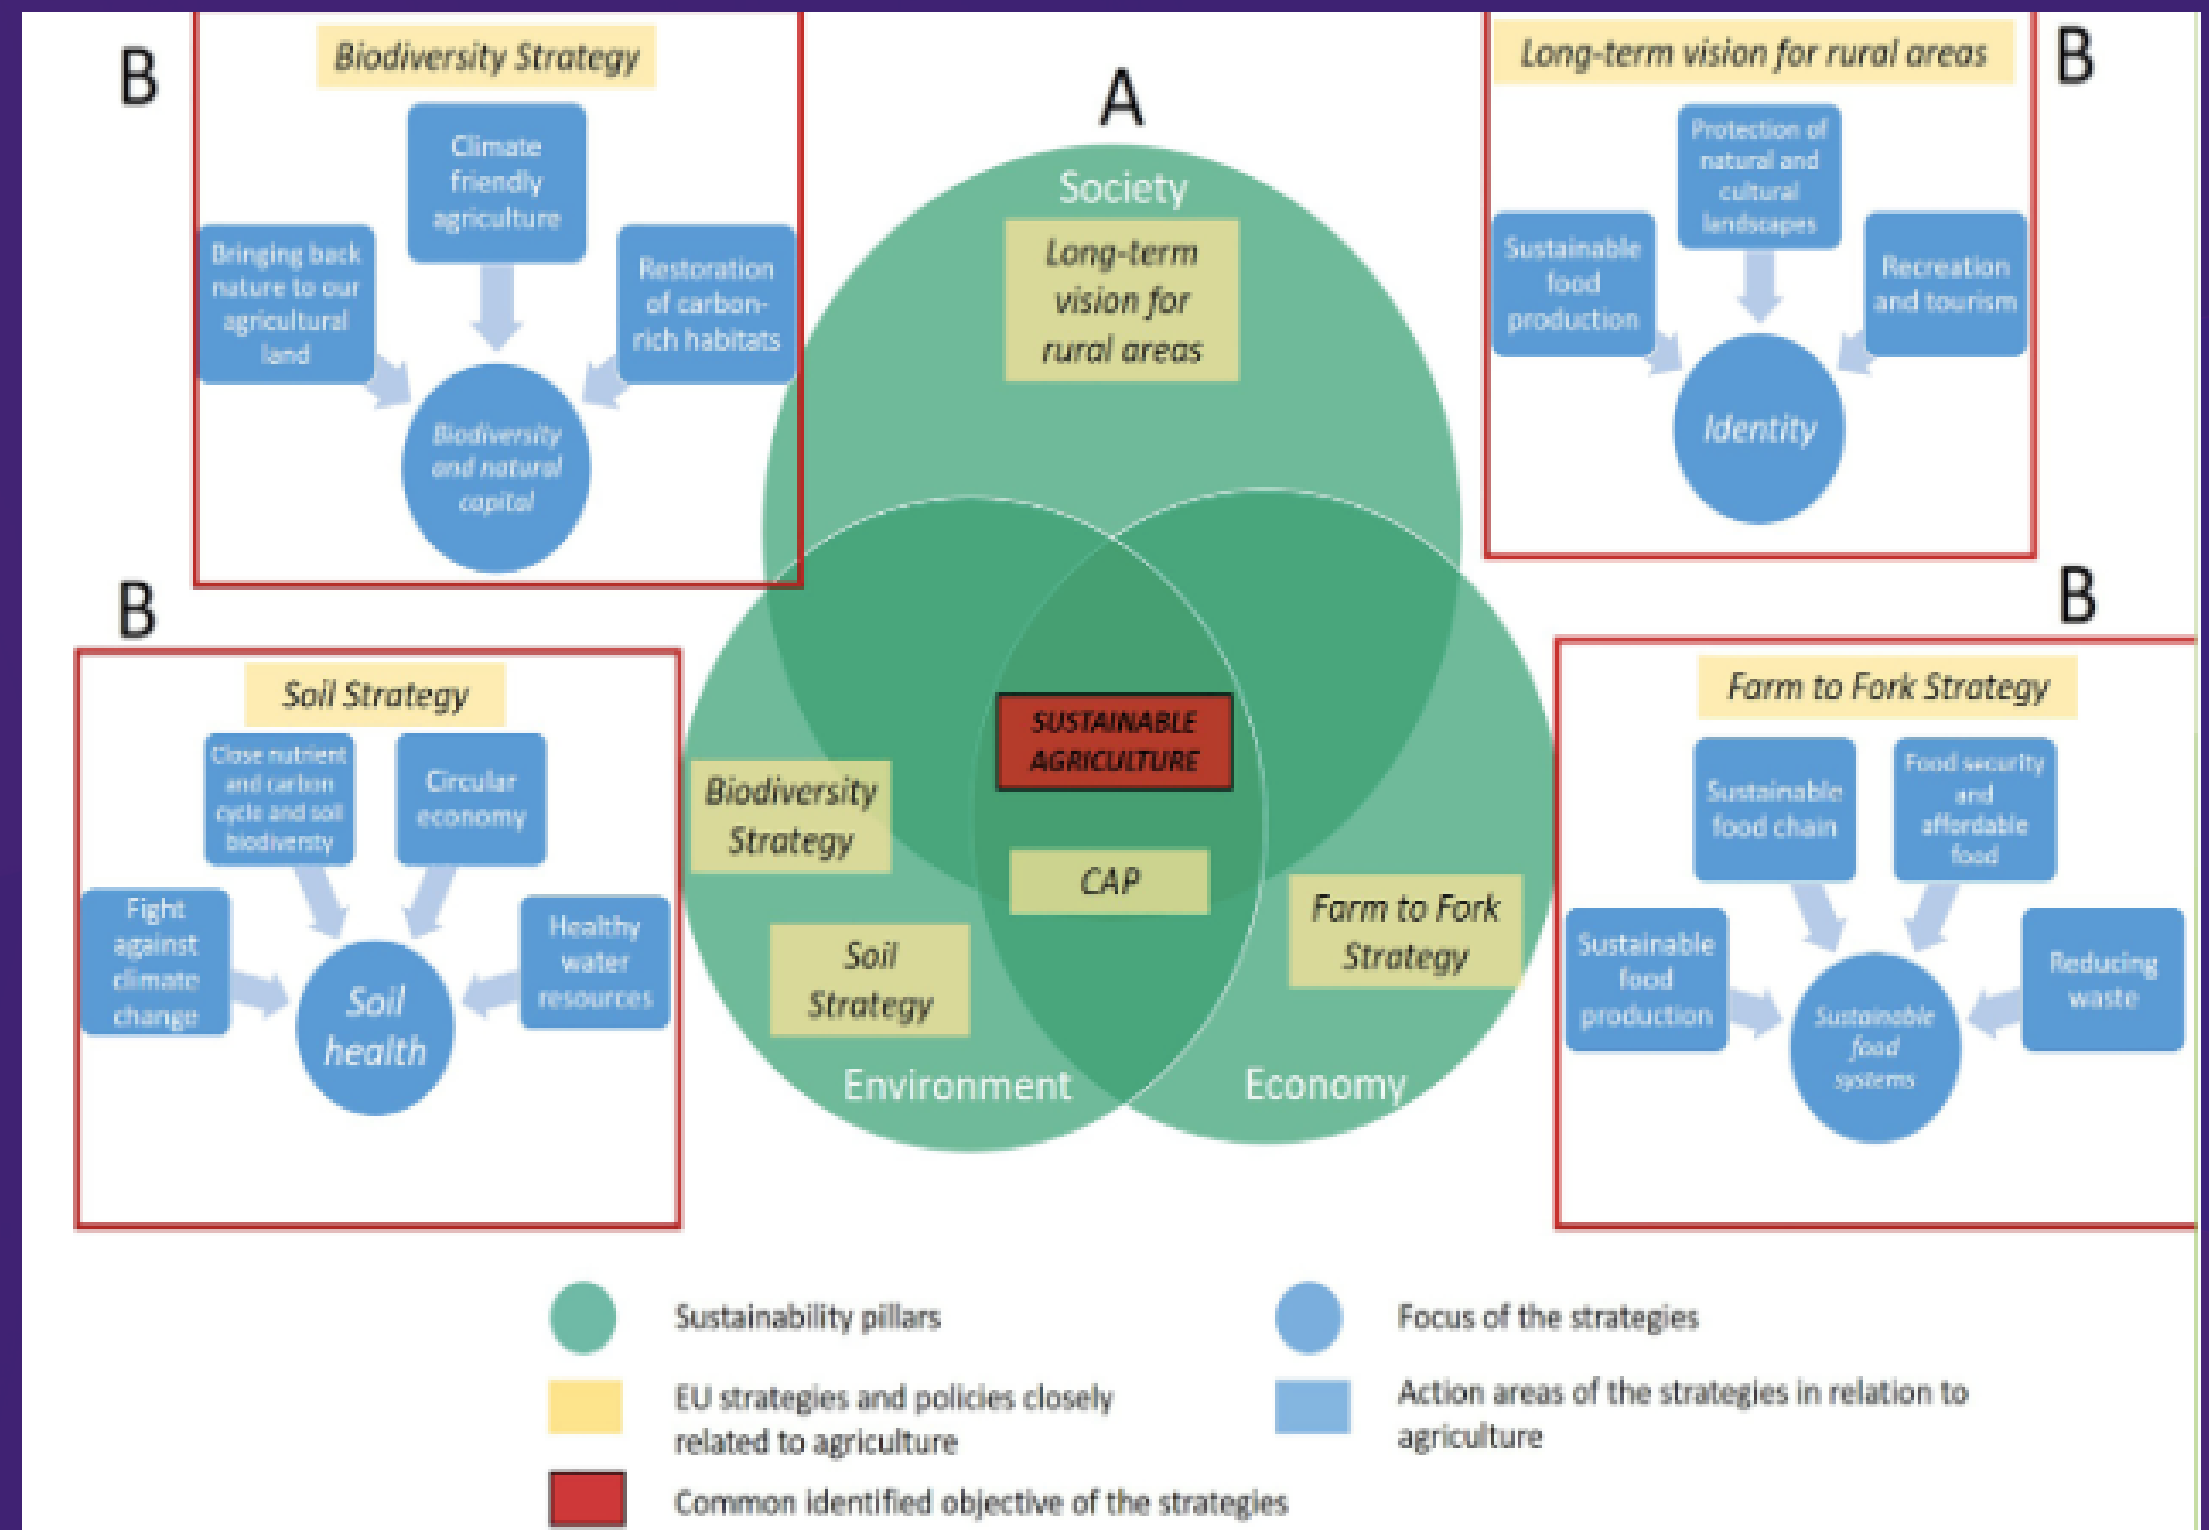 B
Biodiversity Strategy
Climate
friendly
agriculture
Bringing back
nature to our
agricultural
land
Restoration
of carbon-
rich habitats
Biodiversity
and natural
capital
A
Society
Long-term
vision for
rural areas
Long-term vision for rural areas
B
Protection of
natural and
cultural
landscapes
Sustainable
food
production
Recreation
and tourism
Identity
B
Soil Strategy
Close nutrient
and carbon
cycle and soil
biodiversty
Circular
economy
Fight
against
climate
change
Healthy
water
resources
Soil
health
SUSTAINABLE
AGRICULTURE
Biodiversity
Strategy
CAP
Soil
Strategy
Farm to Fork
Strategy
Environment
Economy
B
Farm to Fork Strategy
Sustainable
food chain
Food security
and
affordable
food
Sustainable
food
production
Reducing
waste
Sustainable
food
systems
Sustainability pillars
EU strategies and policies closely
related to agriculture
Common identified objective of the strategies
Focus of the strategies
Action areas of the strategies in relation to
agriculture